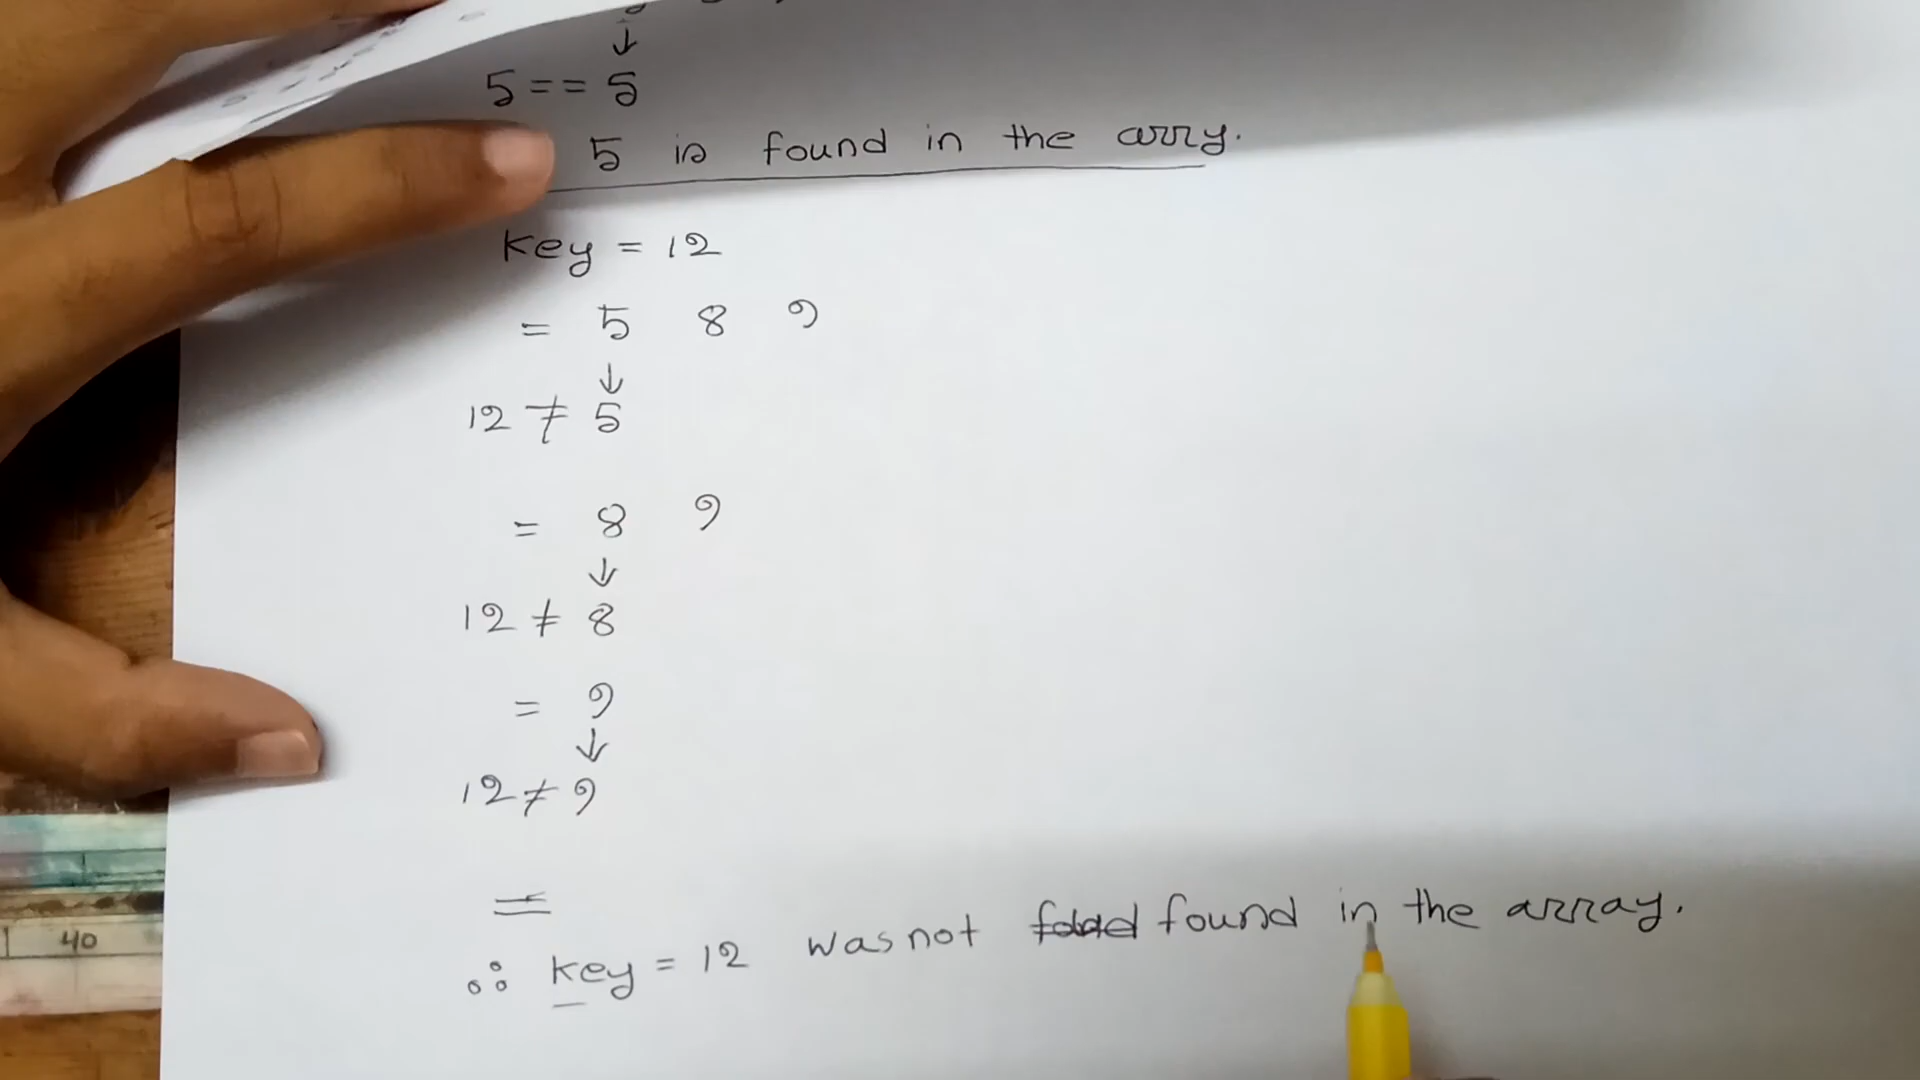 ↓
5 == 5
5 is found in the arry.
Key = 12
= 5 8 9
↓
12 ≠ 5
= 8 9
↓
12 ≠ 8
= 9
↓
12 ≠ 9
=
∴ key = 12 was not found in the array.
40